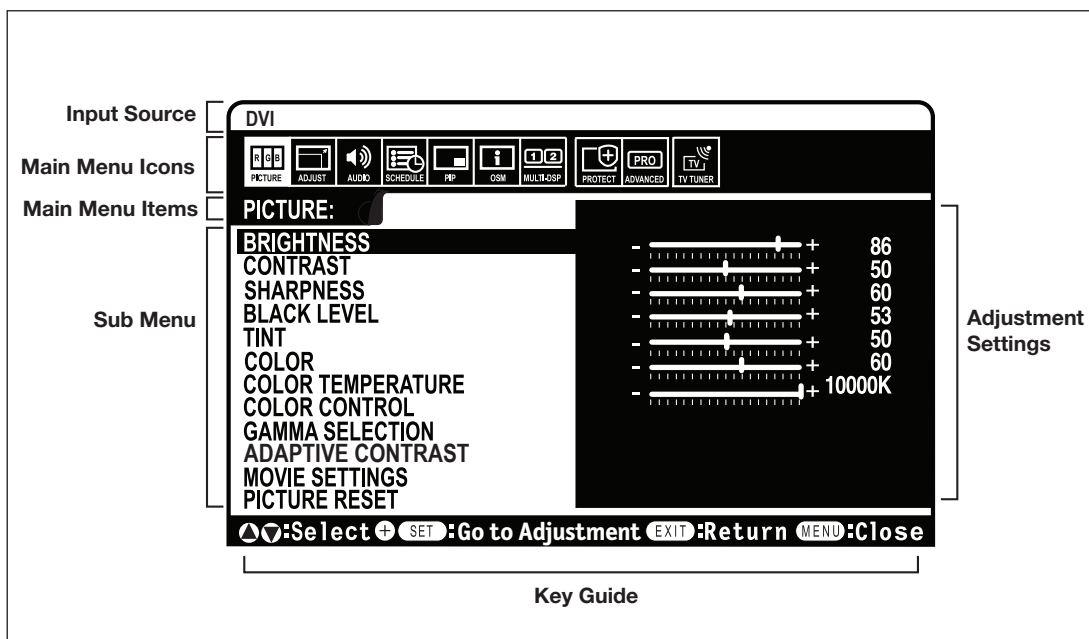 Input Source
DVI
Main Menu Icons
R G B
PICTURE
ADJUST
AUDIO
SCHEDULE
PIP
i
OSM
1 2
MULTI-DSP
PROTECT
PRO
ADVANCED
TV
TV TUNER
Main Menu Items
PICTURE:
Sub Menu
BRIGHTNESS - + 86
CONTRAST - + 50
SHARPNESS - + 60
BLACK LEVEL - + 53
TINT - + 50
COLOR - + 60
COLOR TEMPERATURE - + 10000K
COLOR CONTROL
GAMMA SELECTION
ADAPTIVE CONTRAST
MOVIE SETTINGS
PICTURE RESET
Adjustment
Settings
:Select + SET :Go to Adjustment EXIT :Return MENU :Close
Key Guide